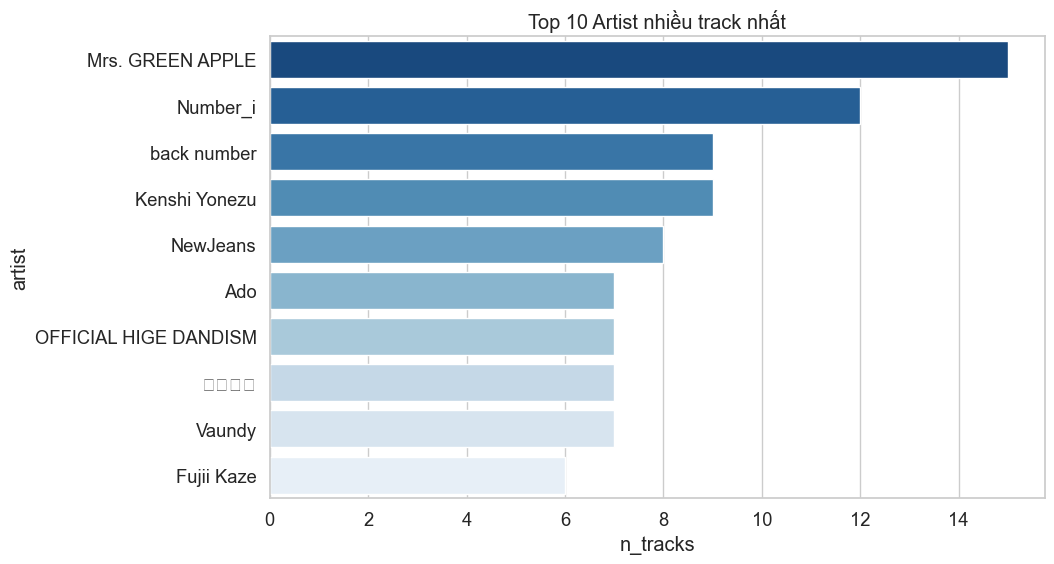 Top 10 Artist nhiều track nhất
Mrs. GREEN APPLE
Number_i
back number
Kenshi Yonezu
NewJeans
Ado
OFFICIAL HIGE DANDISM
Vaundy
Fujii Kaze
artist
0 2 4 6 8 10 12 14
n_tracks